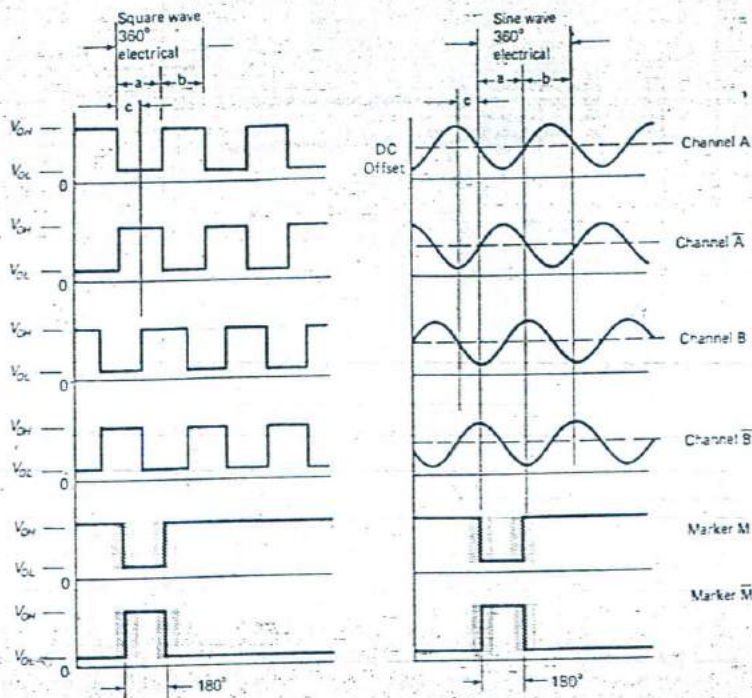 Square wave
360°
electrical
a
b
c
Sine wave
360°
electrical
a
b
c
V_OH
V_OL
0
DC
Offset
Channel A
V_OH
V_OL
0
Channel A̅
V_OH
V_OL
0
Channel B
V_OH
V_OL
0
Channel B̅
V_OH
V_OL
0
Marker M
V_OH
V_OL
0
Marker M̅
180°
180°